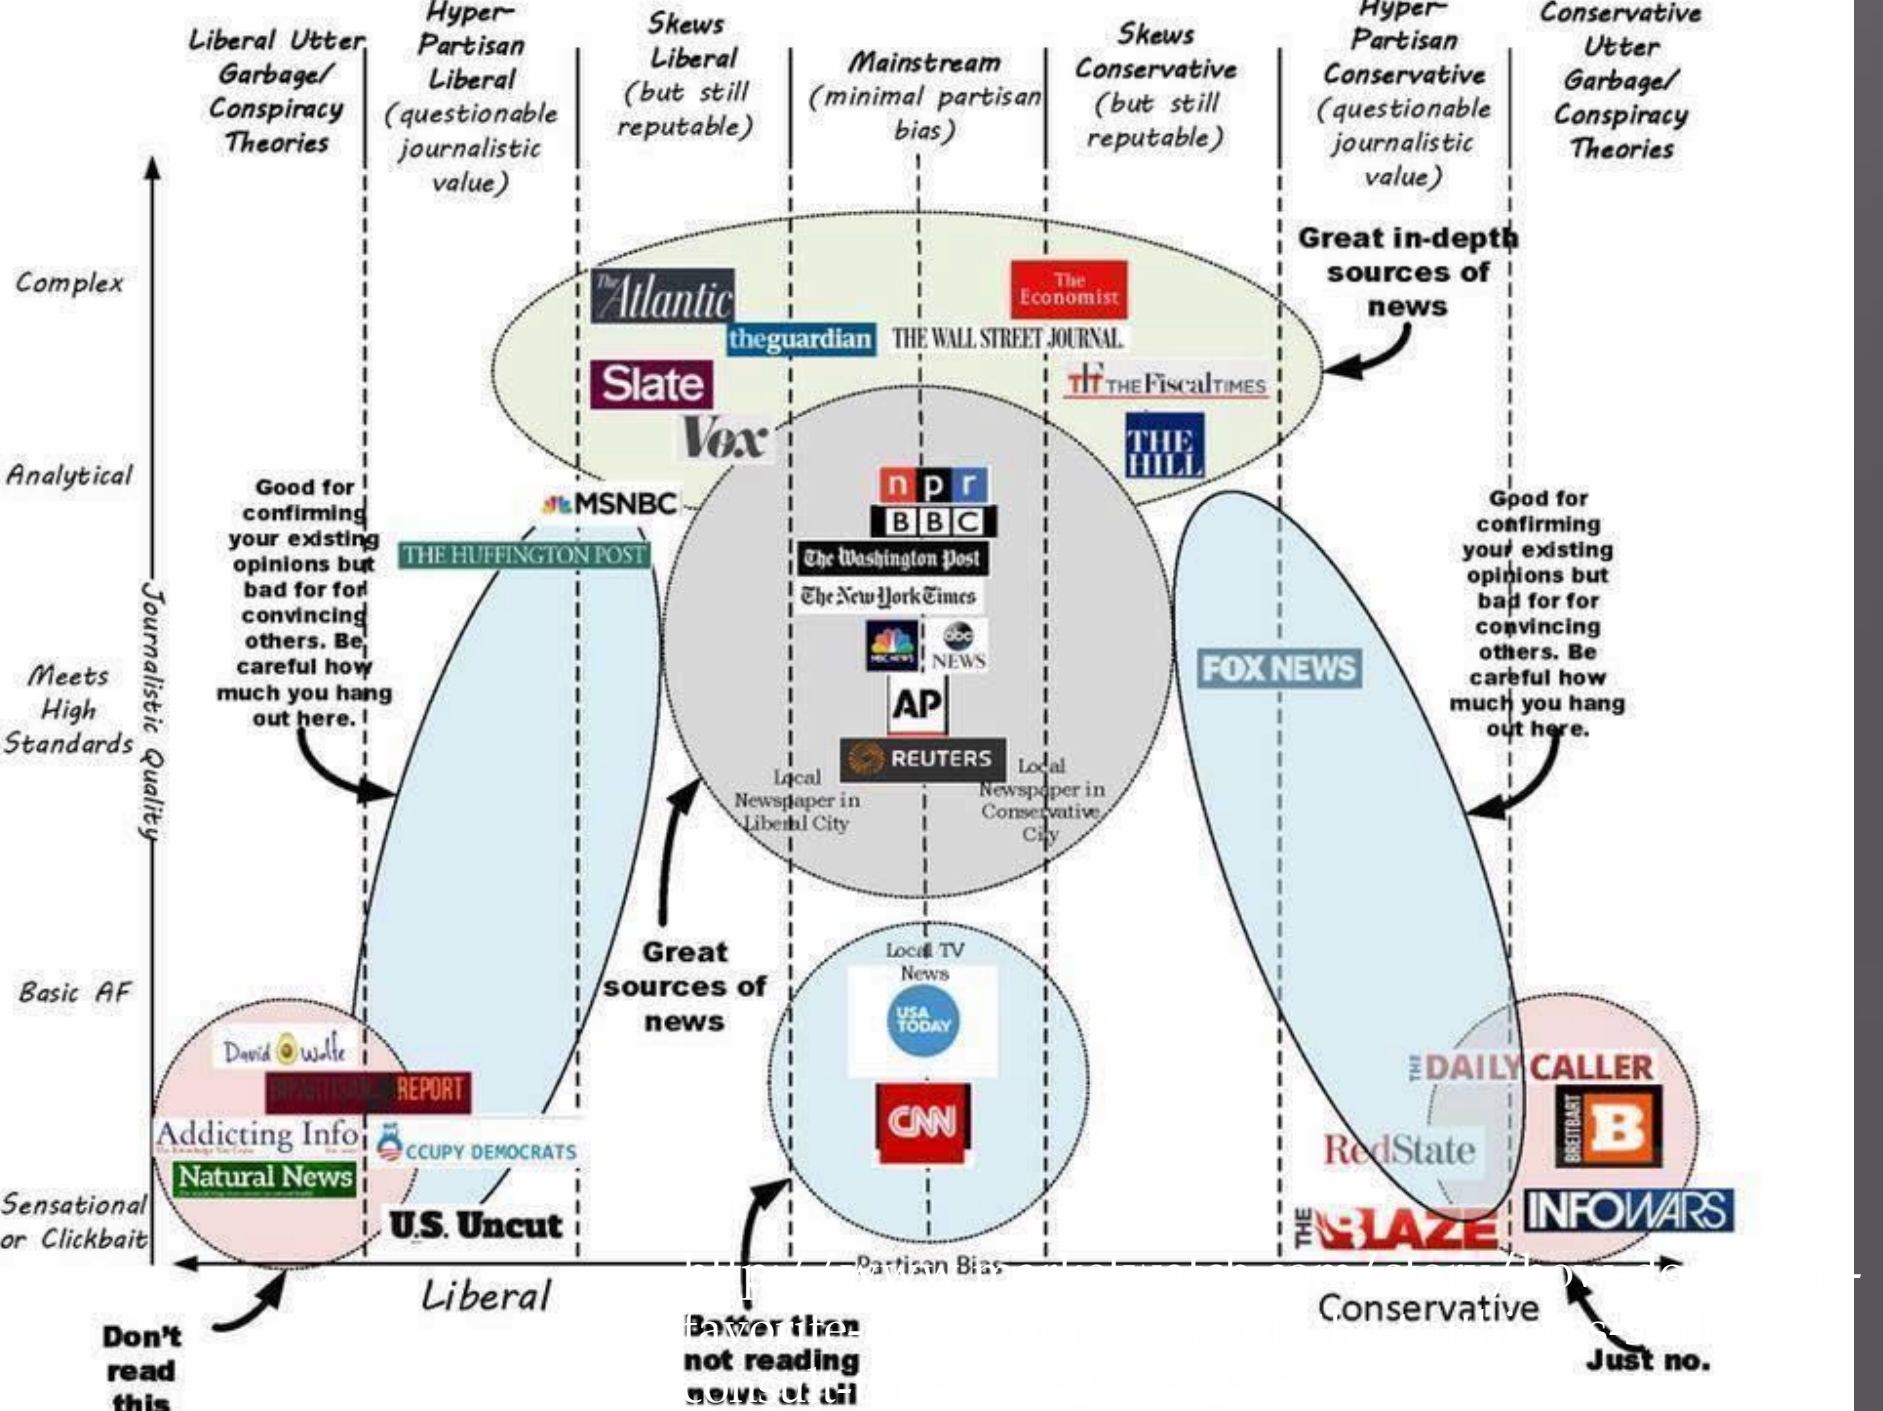 Liberal Utter
Garbage/
Conspiracy
Theories
Hyper-
Partisan
Liberal
(questionable
journalistic
value)
Skews
Liberal
(but still
reputable)
Mainstream
(minimal partisan
bias)
Skews
Conservative
(but still
reputable)
Hyper-
Partisan
Conservative
(questionable
journalistic
value)
Conservative
Utter
Garbage/
Conspiracy
Theories
Complex
Analytical
Journalistic Quality
Meets
High
Standards
Basic AF
Sensational
or Clickbait
Great in-depth
sources of
news
The
Atlantic
theguardian
The
Economist
THE WALL STREET JOURNAL.
Slate
Vox
THE FiscalTIMES
THE
HILL
Good for
confirming
your existing
opinions but
bad for for
convincing
others. Be
careful how
much you hang
out here.
MSNBC
THE HUFFINGTON POST
npr
BBC
The Washington Post
The New York Times
NBC NEWS
abc
NEWS
AP
REUTERS
Local
Newspaper in
Liberal City
Local
Newspaper in
Conservative
City
FOX NEWS
Good for
confirming
your existing
opinions but
bad for for
convincing
others. Be
careful how
much you hang
out here.
Great
sources of
news
Local TV
News
USA
TODAY
CNN
David Wolfe
REPORT
Addicting Info
OCCUPY DEMOCRATS
Natural News
U.S. Uncut
THE DAILY CALLER
BREITBART
B
RedState
INFOWARS
THE BLAZE
Partisan Bias
Liberal
Conservative
Don't
read
this
Better than
not reading
news at all
Just no.